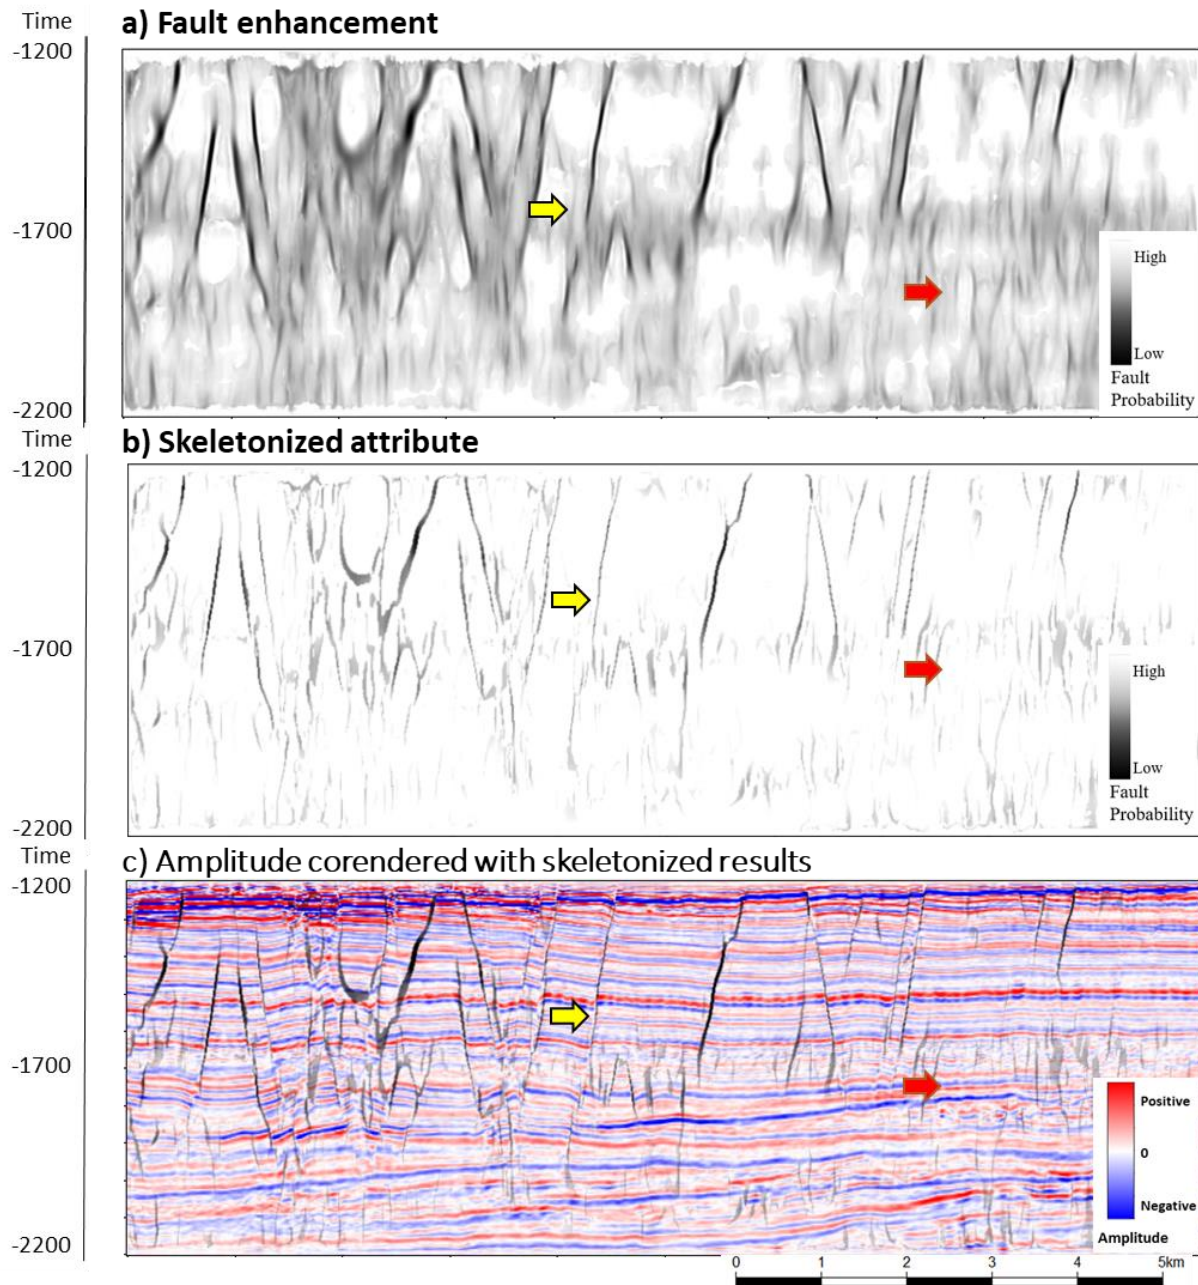 Time
a) Fault enhancement
-1200
-1700
High
Low
Fault
Probability
-2200
Time
b) Skeletonized attribute
-1200
-1700
High
Low
Fault
Probability
-2200
Time
c) Amplitude corendered with skeletonized results
-1200
-1700
Positive
0
Negative
Amplitude
-2200
0 1 2 3 4 5km